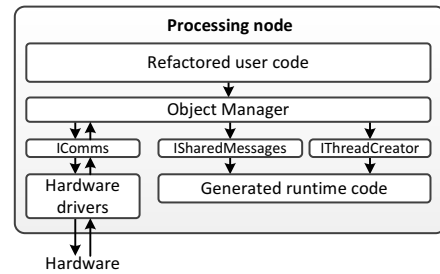 Processing node
Refactored user code
Object Manager
IComms
ISharedMessages
IThreadCreator
Hardware
drivers
Generated runtime code
Hardware